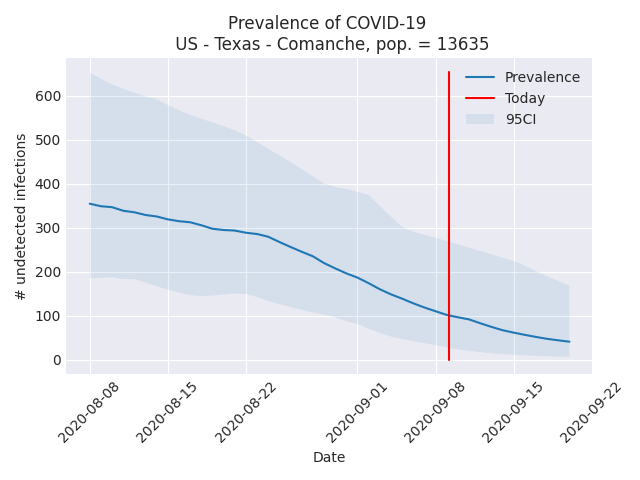 Prevalence of COVID-19
US - Texas - Comanche, pop. = 13635
Prevalence
Today
95CI
# undetected infections
600
500
400
300
200
100
0
2020-08-08
2020-08-15
2020-08-22
2020-09-01
2020-09-08
2020-09-15
2020-09-22
Date